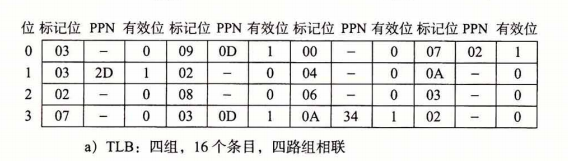 位 标记位 PPN 有效位 标记位 PPN 有效位 标记位 PPN 有效位 标记位 PPN 有效位
0 03 – 0 09 0D 1 00 – 0 07 02 1
1 03 2D 1 02 – 0 04 – 0 0A – 0
2 02 – 0 08 – 0 06 – 0 03 – 0
3 07 – 0 03 0D 1 0A 34 1 02 – 0
a) TLB：四组，16 个条目，四路组相联